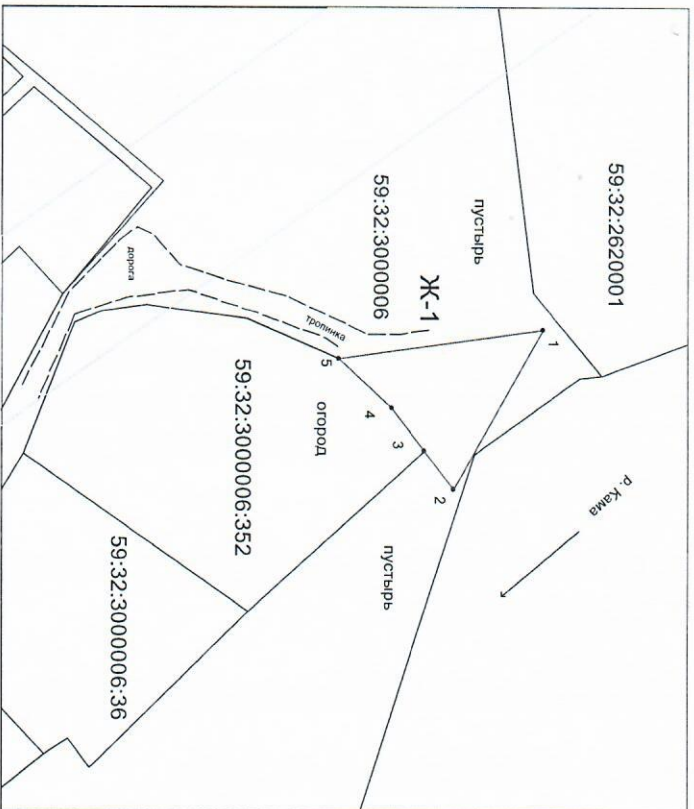 59:32:2620001
1
р. Кама
пустырь
Ж-1
59:32:3000006
2
пустырь
3
4
тропинка
5
огород
59:32:3000006:352
дорога
59:32:3000006:36